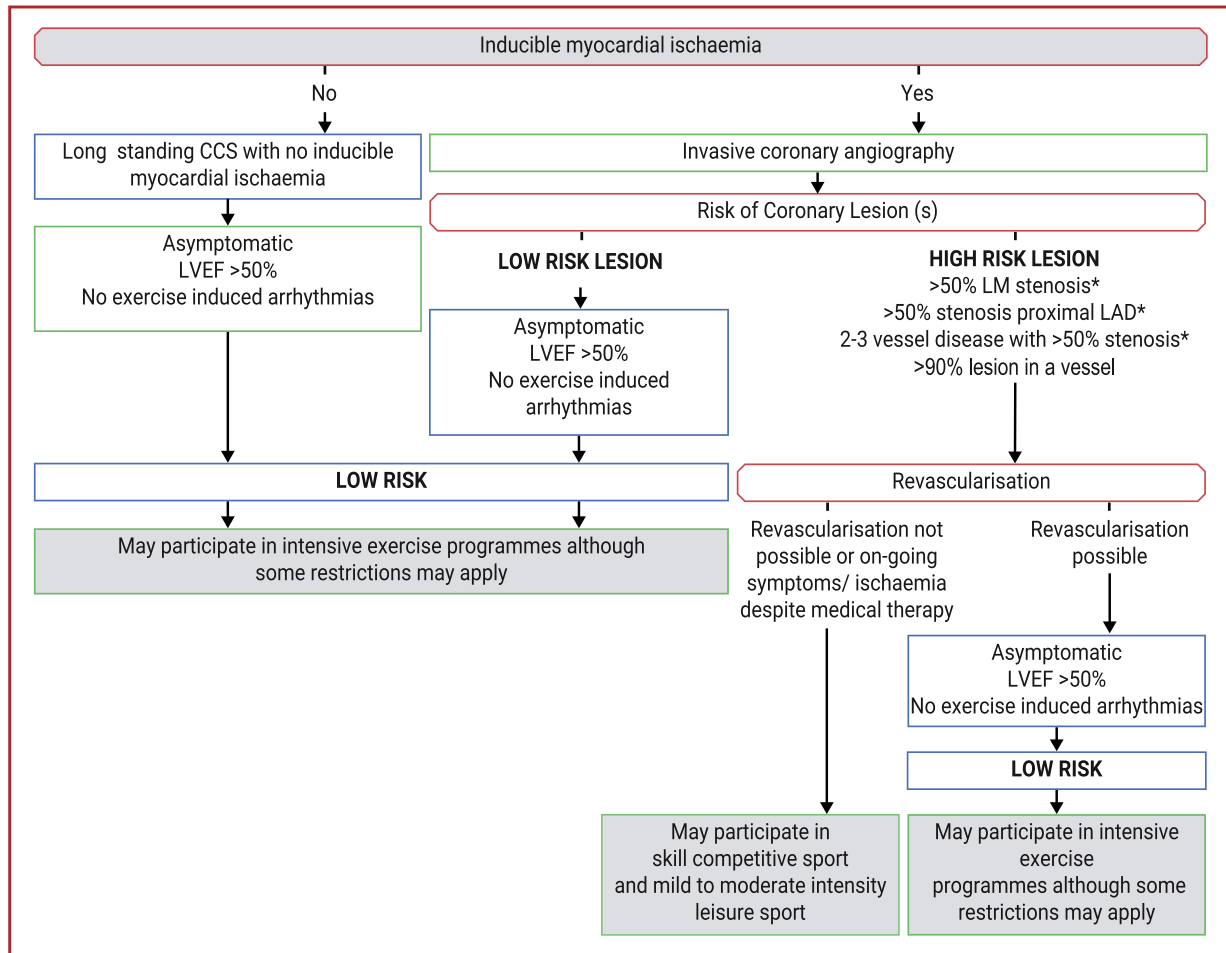 Inducible myocardial ischaemia
No
Yes
Long standing CCS with no inducible
myocardial ischaemia
Invasive coronary angiography
Risk of Coronary Lesion (s)
Asymptomatic
LVEF >50%
No exercise induced arrhythmias
LOW RISK LESION
HIGH RISK LESION
>50% LM stenosis*
>50% stenosis proximal LAD*
2-3 vessel disease with >50% stenosis*
>90% lesion in a vessel
Asymptomatic
LVEF >50%
No exercise induced
arrhythmias
LOW RISK
Revascularisation
May participate in intensive exercise programmes although
some restrictions may apply
Revascularisation not
possible or on-going
symptoms/ ischaemia
despite medical therapy
Revascularisation
possible
Asymptomatic
LVEF >50%
No exercise induced arrhythmias
LOW RISK
May participate in
skill competitive sport
and mild to moderate intensity
leisure sport
May participate in intensive
exercise
programmes although some
restrictions may apply